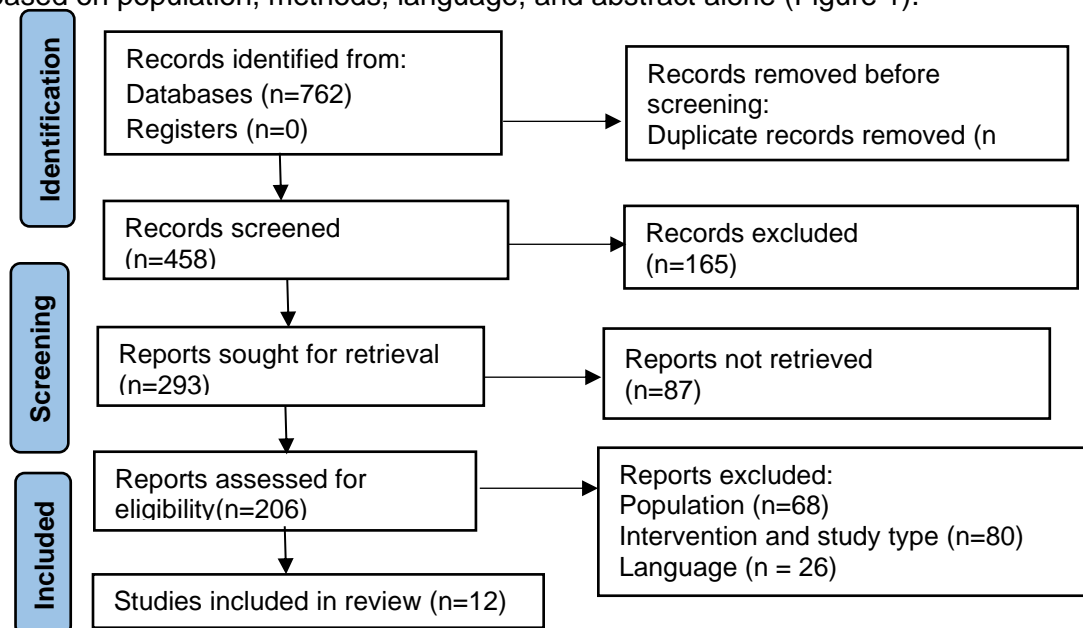 based on population, methods, language, and abstract alone (Figure 1).
Identification
Records identified from:
Databases (n=762)
Registers (n=0)
Records removed before
screening:
Duplicate records removed (n
Records screened
(n=458)
Records excluded
(n=165)
Screening
Reports sought for retrieval
(n=293)
Reports not retrieved
(n=87)
Reports assessed for
eligibility(n=206)
Reports excluded:
Population (n=68)
Intervention and study type (n=80)
Language (n = 26)
Included
Studies included in review (n=12)